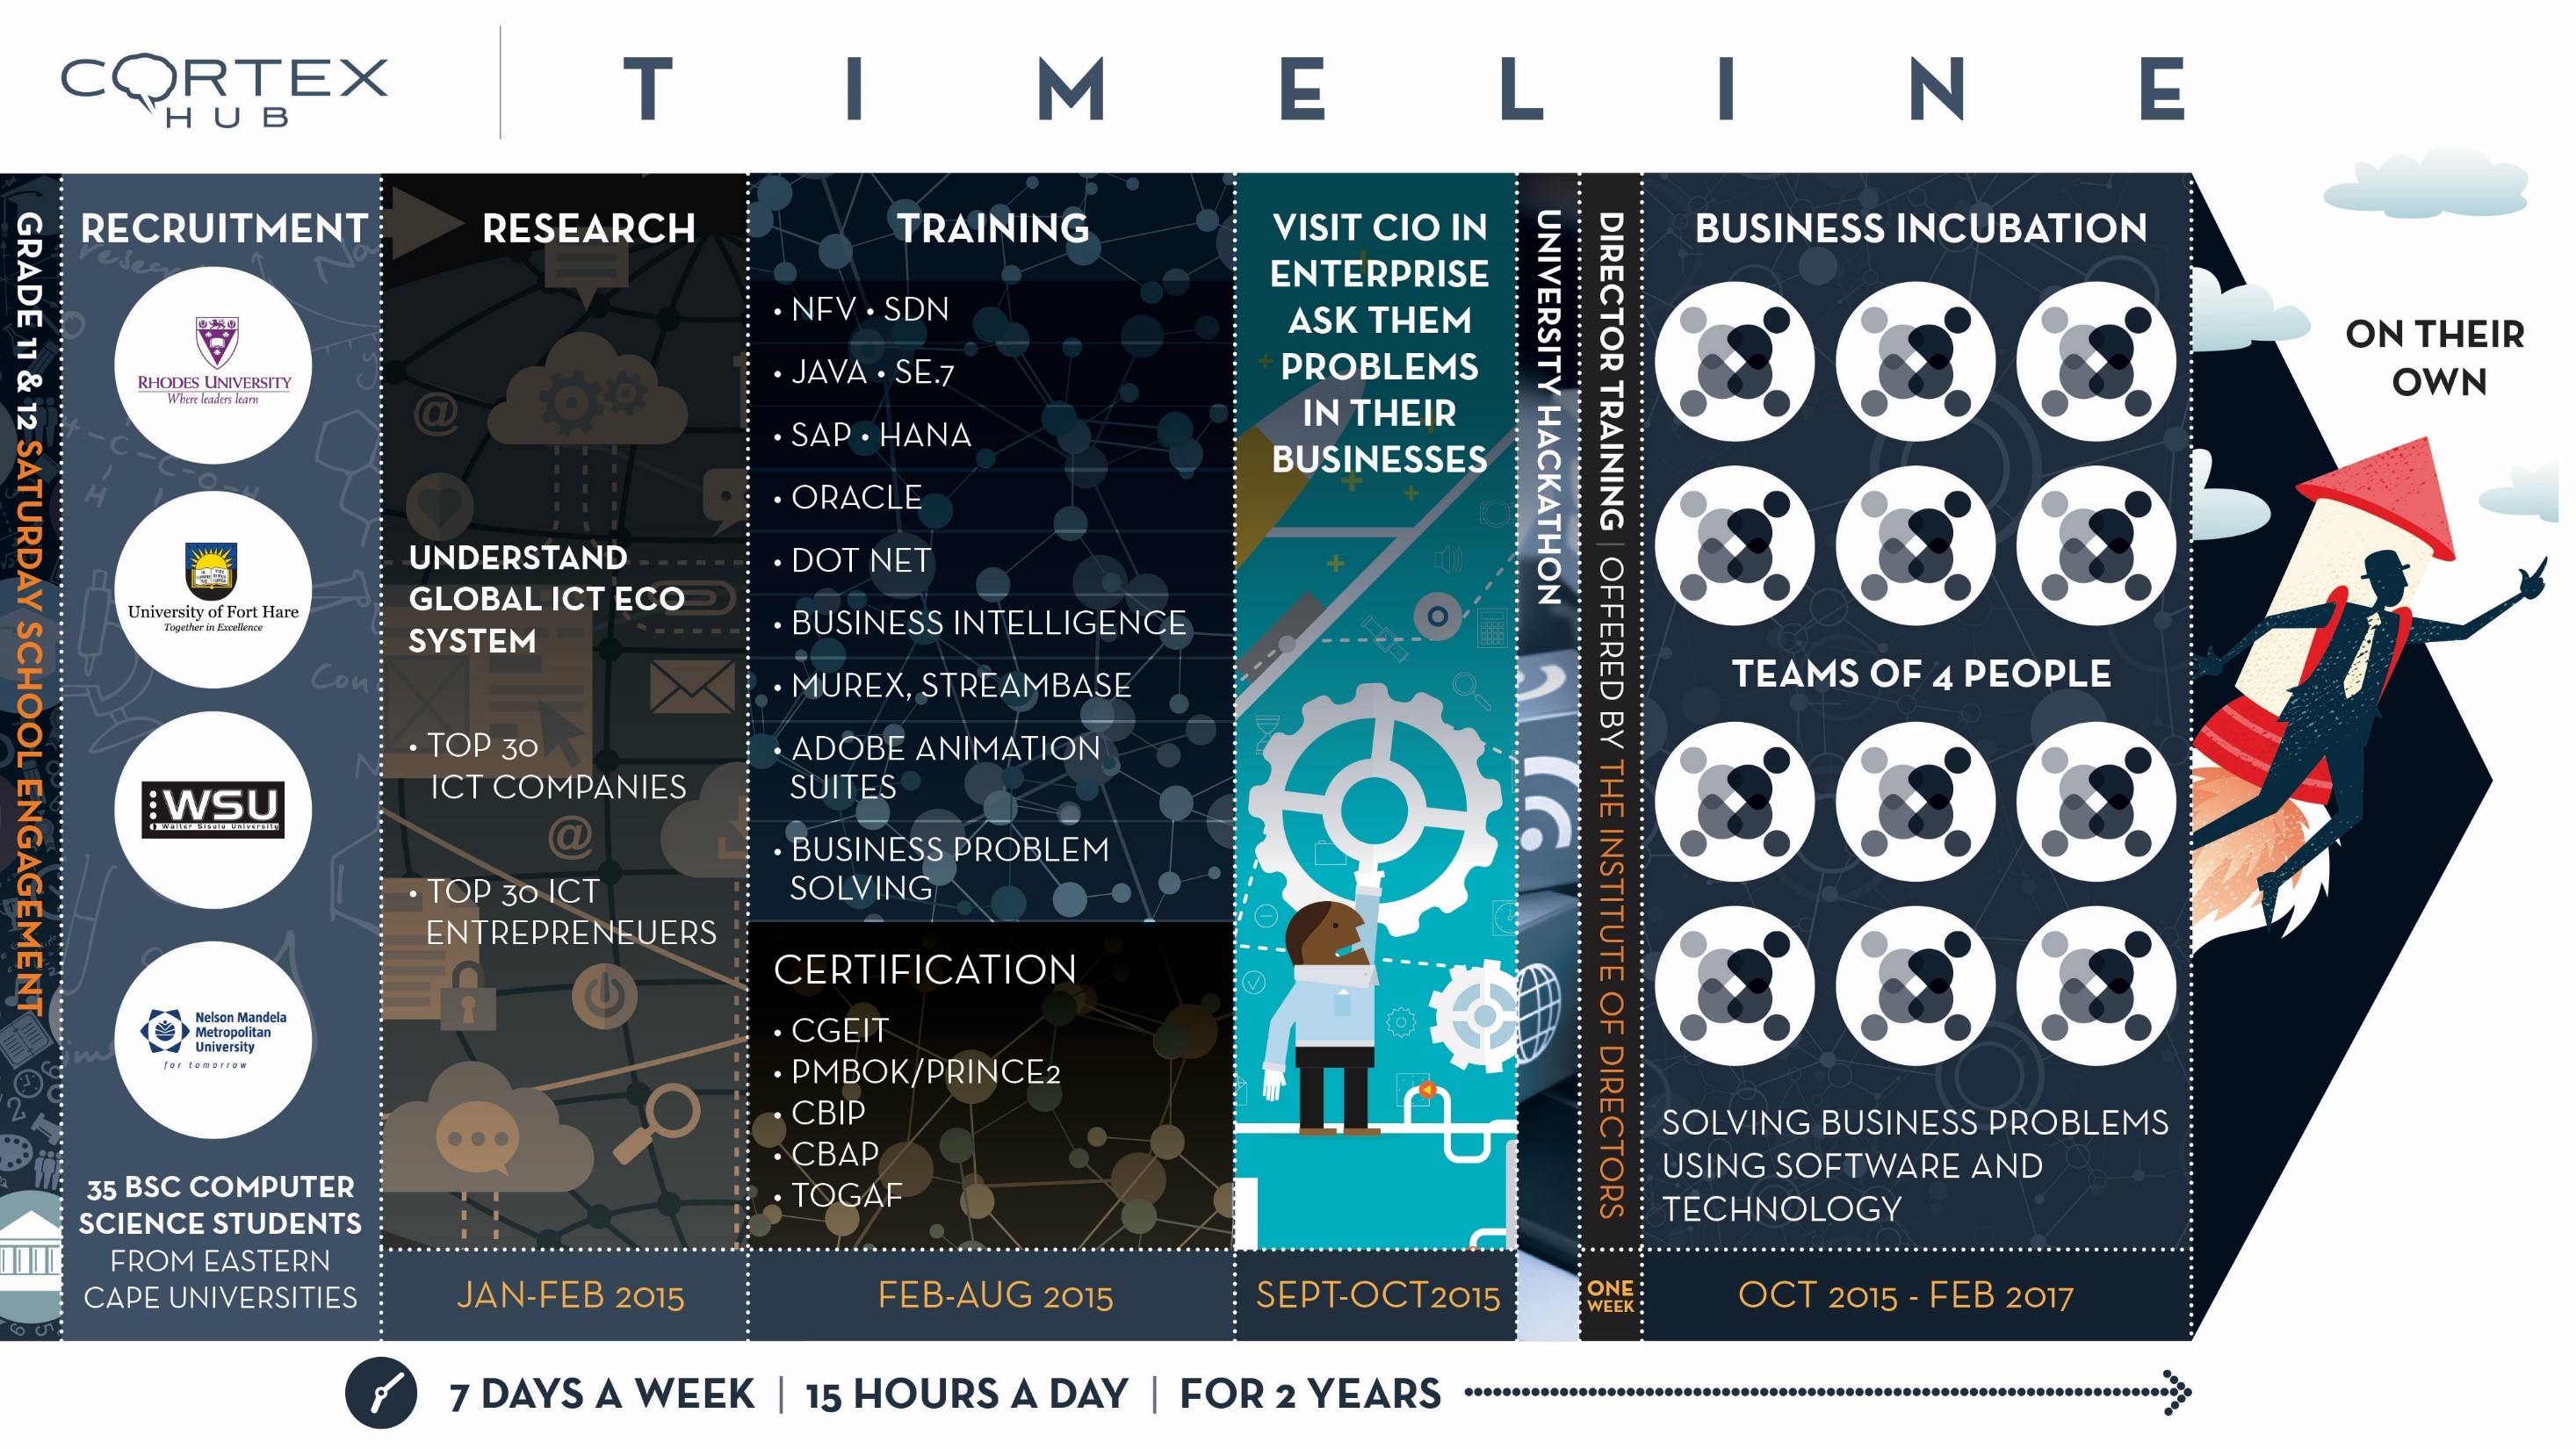 CORTEX
HUB
TIMELINE
GRADE 11 & 12 SATURDAY SCHOOL ENGAGEMENT
RECRUITMENT
RHODES UNIVERSITY
Where leaders learn
University of Fort Hare
Together in Excellence
WSU
Walter Sisulu University
Nelson Mandela
Metropolitan
University
for tomorrow
35 BSC COMPUTER
SCIENCE STUDENTS
FROM EASTERN
CAPE UNIVERSITIES
RESEARCH
UNDERSTAND
GLOBAL ICT ECO
SYSTEM
• TOP 30
ICT COMPANIES
• TOP 30 ICT
ENTREPRENEUERS
JAN-FEB 2015
TRAINING
• NFV • SDN
• JAVA • SE.7
• SAP • HANA
• ORACLE
• DOT NET
• BUSINESS INTELLIGENCE
• MUREX, STREAMBASE
• ADOBE ANIMATION
SUITES
• BUSINESS PROBLEM
SOLVING
CERTIFICATION
• CGEIT
• PMBOK/PRINCE2
• CBIP
• CBAP
• TOGAF
FEB-AUG 2015
VISIT CIO IN
ENTERPRISE
ASK THEM
PROBLEMS
IN THEIR
BUSINESSES
SEPT-OCT2015
UNIVERSITY HACKATHON
DIRECTOR TRAINING | OFFERED BY THE INSTITUTE OF DIRECTORS
ONE
WEEK
BUSINESS INCUBATION
TEAMS OF 4 PEOPLE
SOLVING BUSINESS PROBLEMS
USING SOFTWARE AND
TECHNOLOGY
OCT 2015 - FEB 2017
ON THEIR
OWN
7 DAYS A WEEK | 15 HOURS A DAY | FOR 2 YEARS